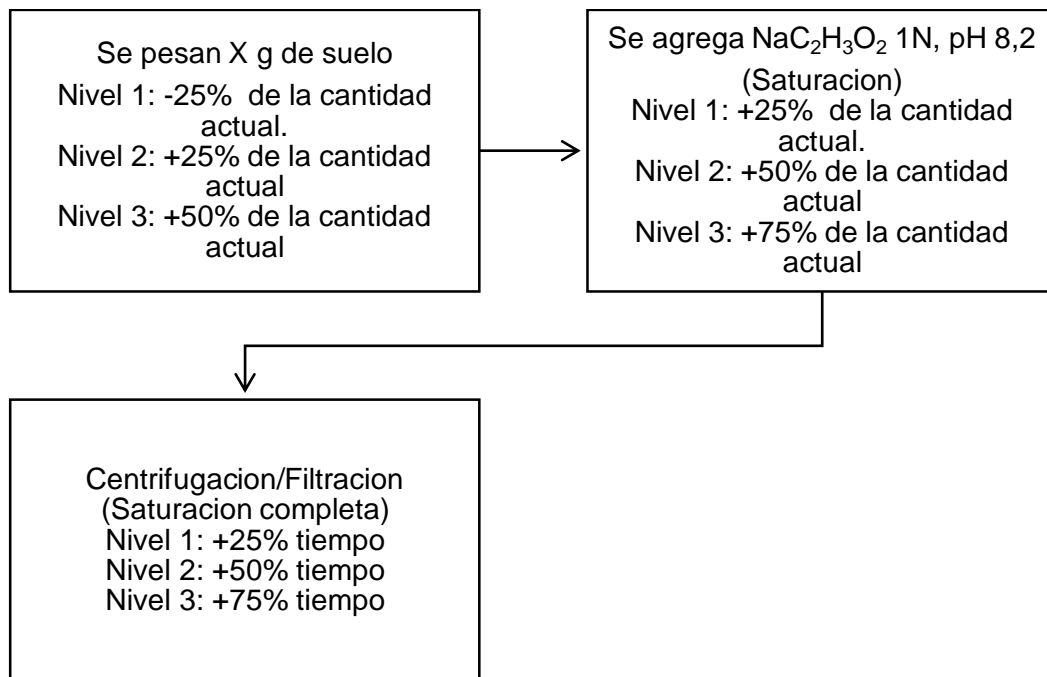 Se pesan X g de suelo
Nivel 1: -25%  de la cantidad
actual.
Nivel 2: +25% de la cantidad
actual
Nivel 3: +50% de la cantidad
actual
Se agrega NaC₂H₃O₂ 1N, pH 8,2
(Saturacion)
Nivel 1: +25%  de la cantidad
actual.
Nivel 2: +50% de la cantidad
actual
Nivel 3: +75% de la cantidad
actual
Centrifugacion/Filtracion
(Saturacion completa)
Nivel 1: +25% tiempo
Nivel 2: +50% tiempo
Nivel 3: +75% tiempo